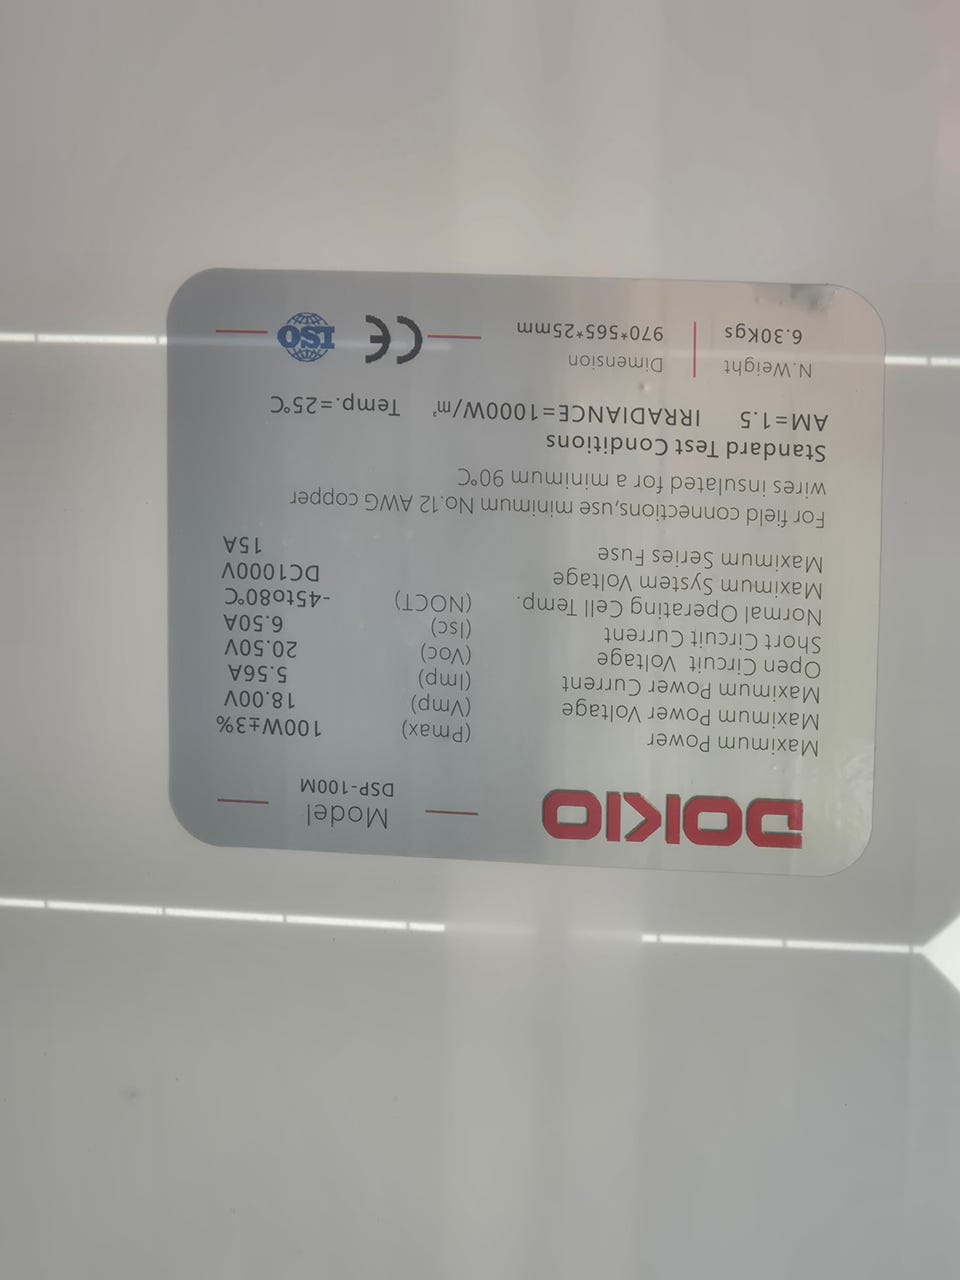 DOKIO
Model
DSP-100M
Maximum Power (Pmax) 100W±3%
Maximum Power Voltage (Vmp) 18.00V
Maximum Power Current (Imp) 5.56A
Open Circuit Voltage (Voc) 20.50V
Short Circuit Current (Isc) 6.50A
Normal Operating Cell Temp. (NOCT) -45to80°C
Maximum System Voltage DC1000V
Maximum Series Fuse 15A
For field connections,use minimum No.12 AWG copper
wires insulated for a minimum 90°C
Standard Test Conditions
AM=1.5 IRRADIANCE=1000W/m² Temp.=25°C
N.Weight Dimension
6.30Kgs 970*565*25mm
CE ISO